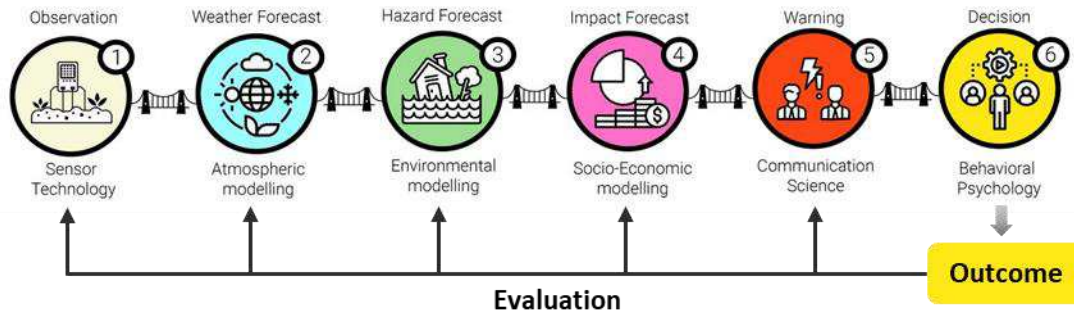 Observation
Weather Forecast
Hazard Forecast
Impact Forecast
Warning
Decision
1
2
3
4
5
6
$
Sensor
Technology
Atmospheric
modelling
Environmental
modelling
Socio-Economic
modelling
Communication
Science
Behavioral
Psychology
Outcome
Evaluation